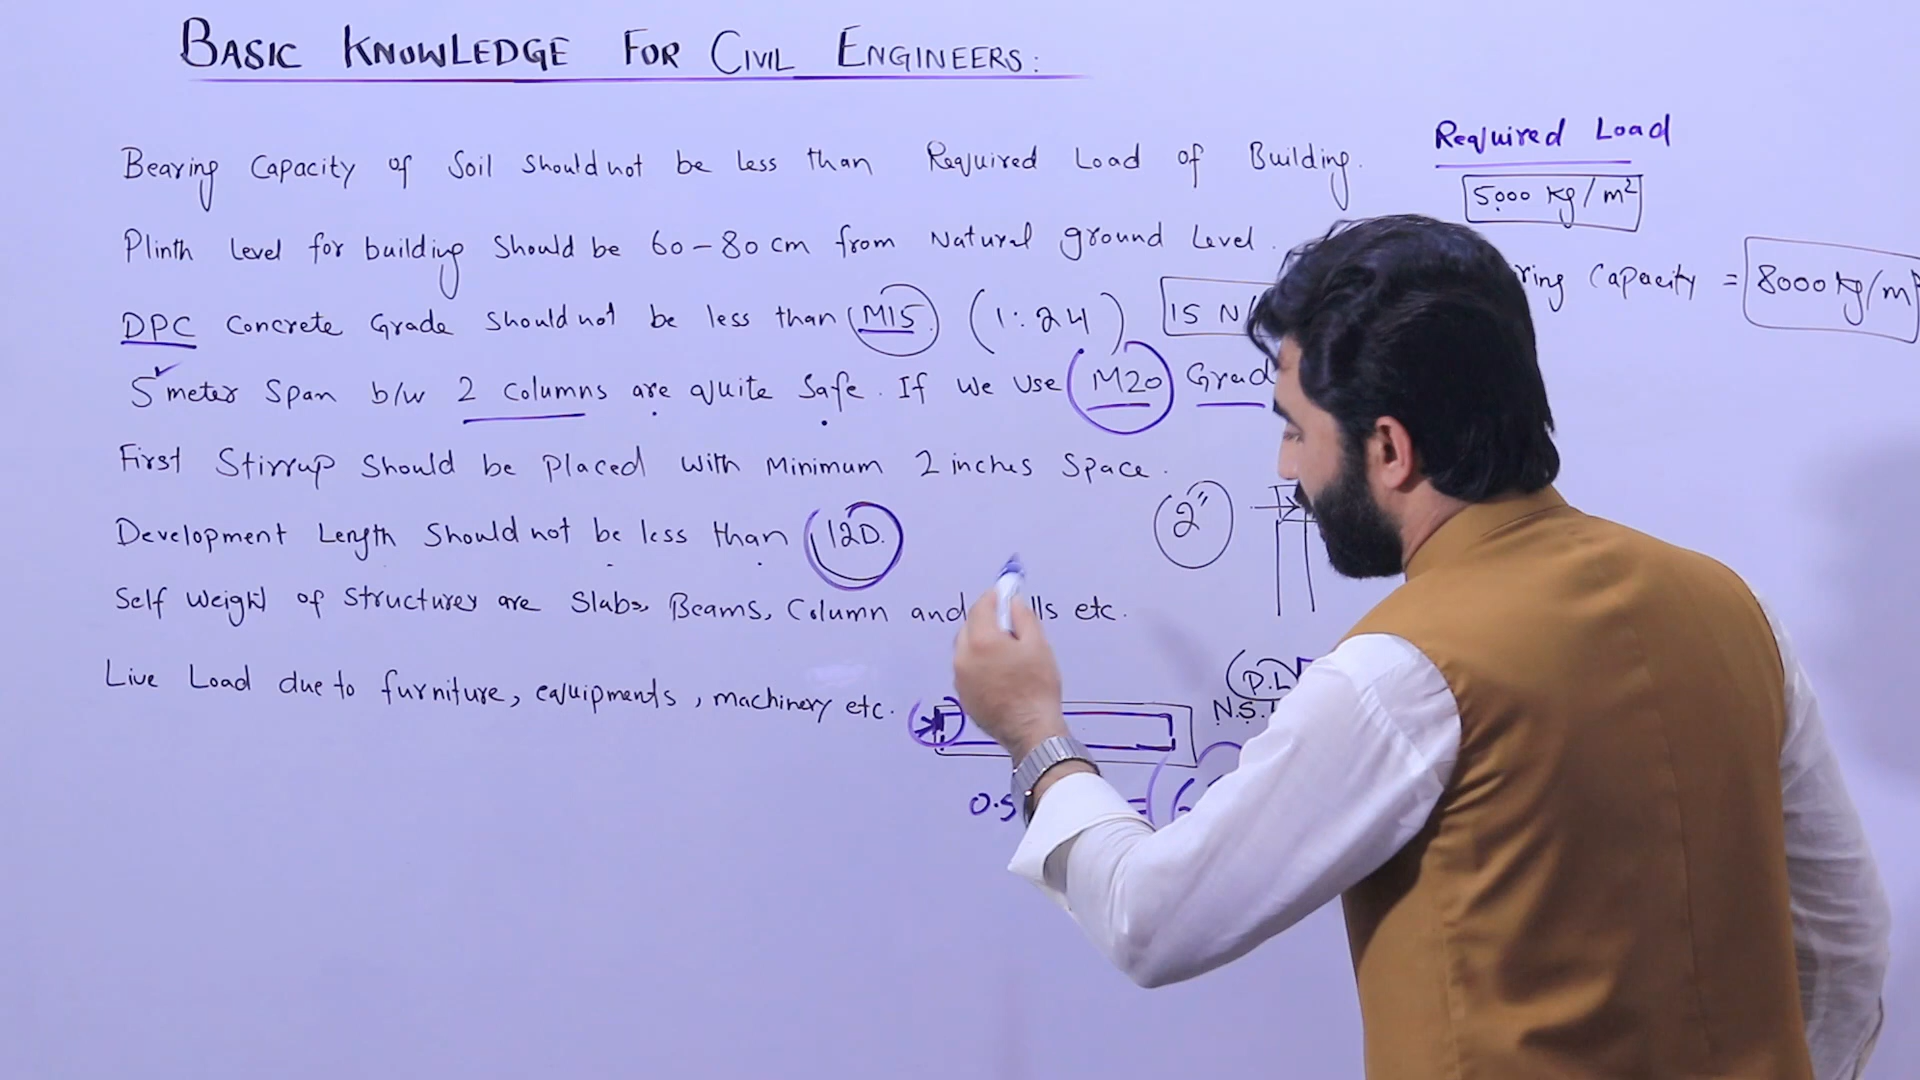 BASIC KNOWLEDGE FOR CIVIL ENGINEERS:
Bearing Capacity of Soil Should not be Less than Required Load of Building.
Required Load
5000 kg/m²
Plinth Level for building Should be 60-80 cm from Natural ground Level.
Capacity = 8000 kg/m
DPC Concrete Grade Should not be less than M15. (1:24) 15 N/
5 meter Span b/w 2 Columns are quite Safe. If we Use M20 Grad
First Stirrup Should be Placed with Minimum 2 inches Space.
2"
Development Length Should not be less than 12D.
Self Weight of Structures are Slabs, Beams, Column and etc.
Live Load due to furniture, equipments, machinery etc.
P.L
N.S.
0.5 =